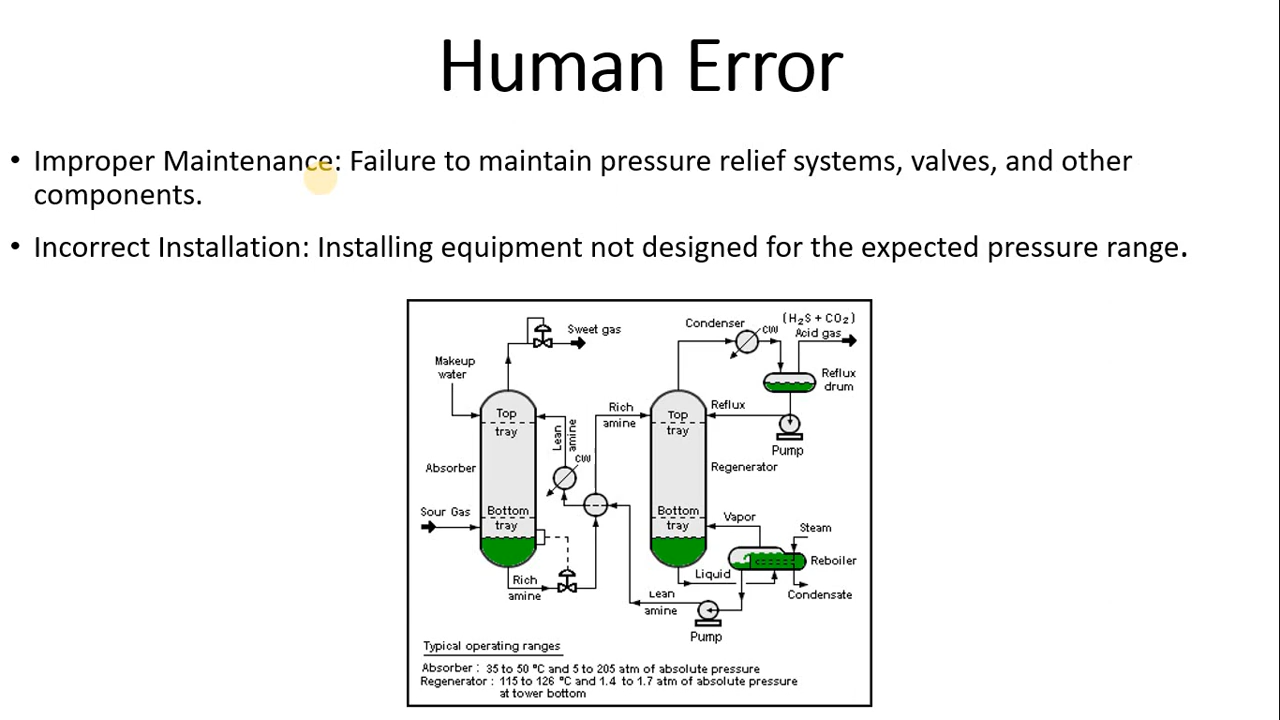 Human Error
• Improper Maintenance: Failure to maintain pressure relief systems, valves, and other
components.
• Incorrect Installation: Installing equipment not designed for the expected pressure range.
(H₂S + CO₂)
Acid gas
Condenser
CW
Sweet gas
Makeup
water
Reflux
drum
Rich
amine
Reflux
Top
tray
Lean
amine
Top
tray
Pump
CW
Absorber
Regenerator
Sour Gas
Bottom
tray
Bottom
tray
Vapor
Steam
Reboiler
Rich
amine
Liquid
Condensate
Lean
amine
Pump
Typical operating ranges
Absorber : 35 to 50 °C and 5 to 205 atm of absolute pressure
Regenerator : 115 to 126 °C and 1.4 to 1.7 atm of absolute pressure
at tower bottom